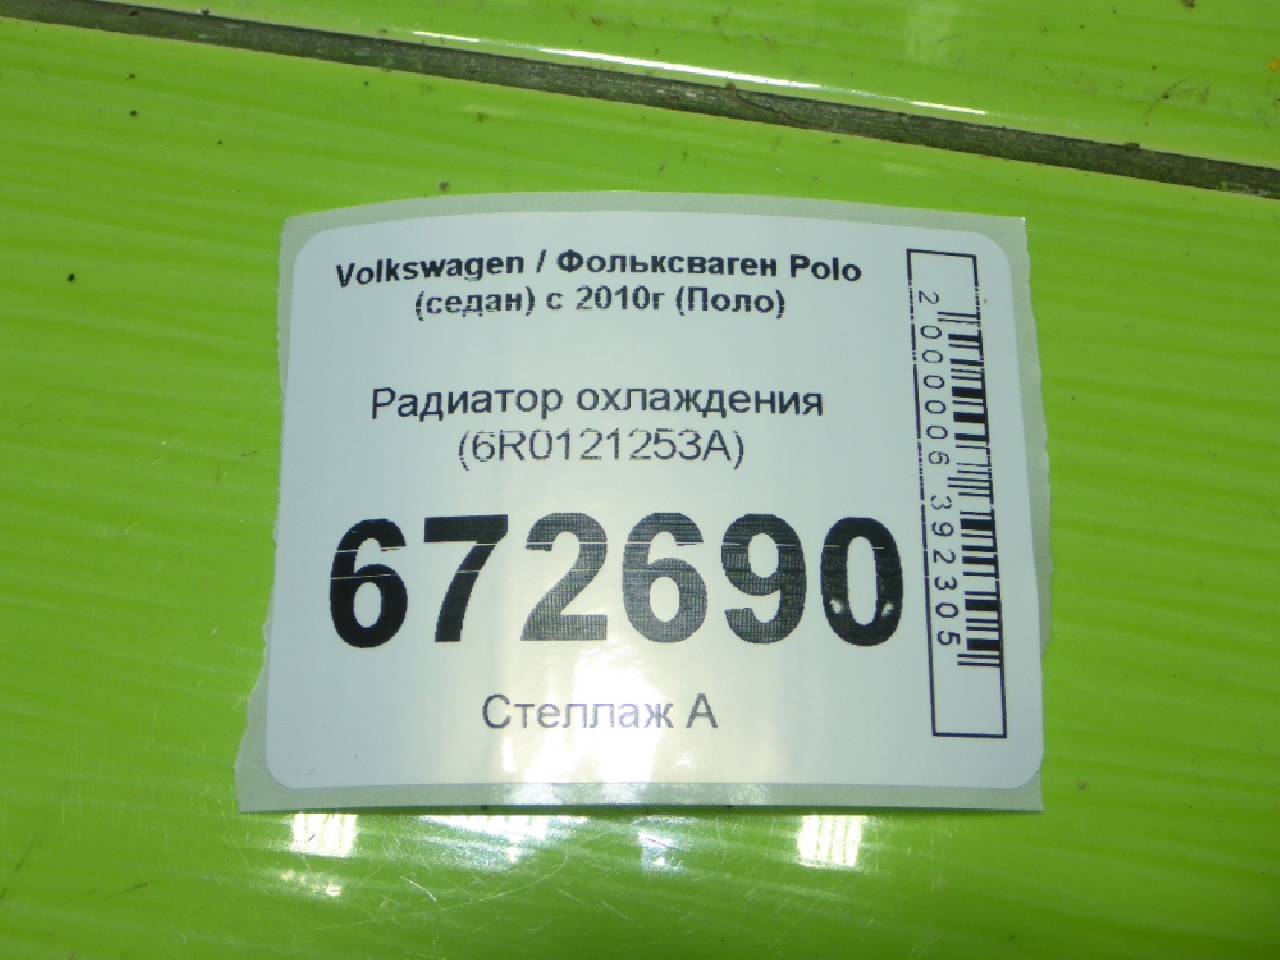 Volkswagen / Фольксваген Polo
(седан) с 2010г (Поло)
Радиатор охлаждения
(6R0121253A)
672690
Стеллаж А
2000006392305